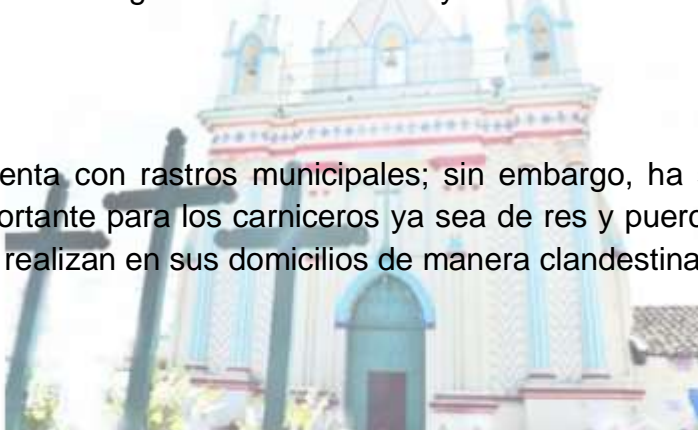 enta con rastros municipales; sin embargo, ha
ortante para los carniceros ya sea de res y puerc
realizan en sus domicilios de manera clandestina